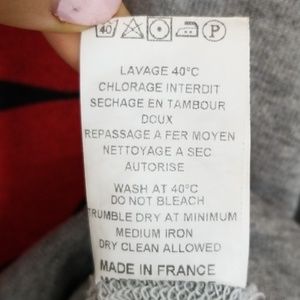 40 P
LAVAGE 40°C
CHLORAGE INTERDIT
SECHAGE EN TAMBOUR
DOUX
REPASSAGE A FER MOYEN
NETTOYAGE A SEC
AUTORISE
WASH AT 40°C
DO NOT BLEACH
TRUMBLE DRY AT MINIMUM
MEDIUM IRON
DRY CLEAN ALLOWED
MADE IN FRANCE